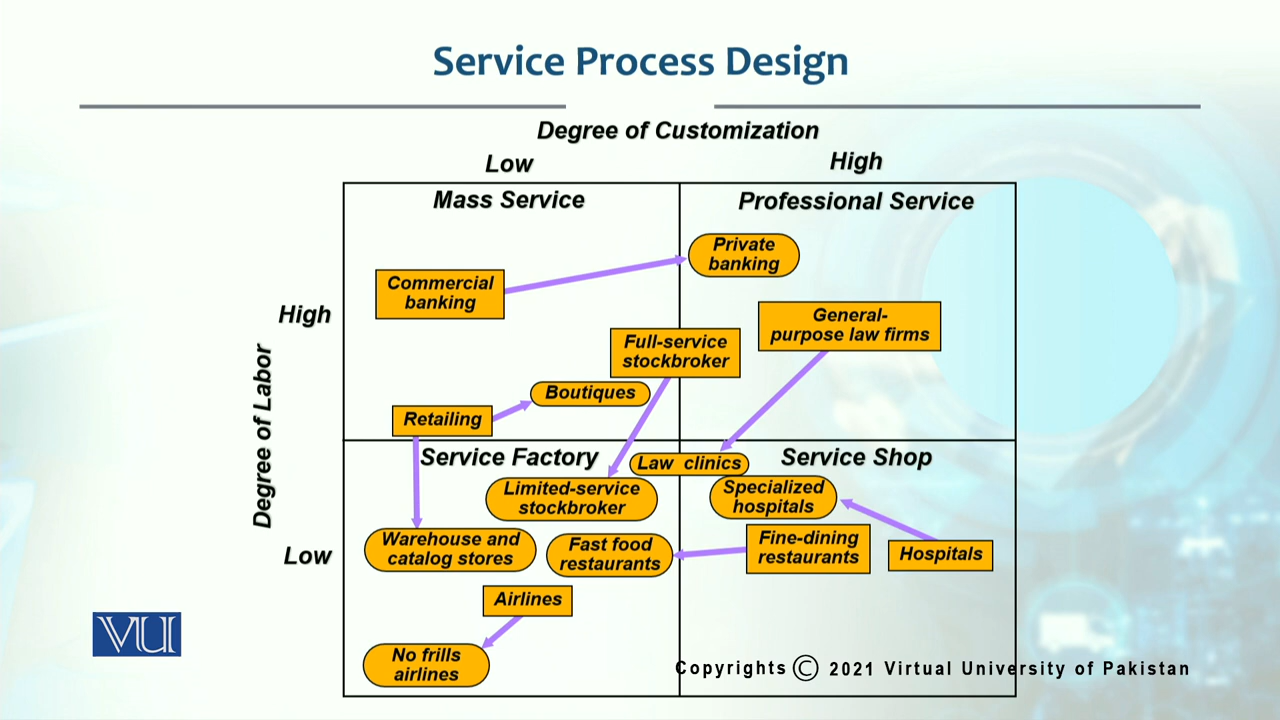 Service Process Design
Degree of Customization
Low
High
Mass Service
Professional Service
Private
banking
Commercial
banking
High
General-
purpose law firms
Full-service
stockbroker
Boutiques
Retailing
Degree of Labor
Service Factory
Law clinics
Service Shop
Limited-service
stockbroker
Specialized
hospitals
Warehouse and
catalog stores
Fast food
restaurants
Fine-dining
restaurants
Hospitals
Low
Airlines
VU
No frills
airlines
Copyrights © 2021 Virtual University of Pakistan